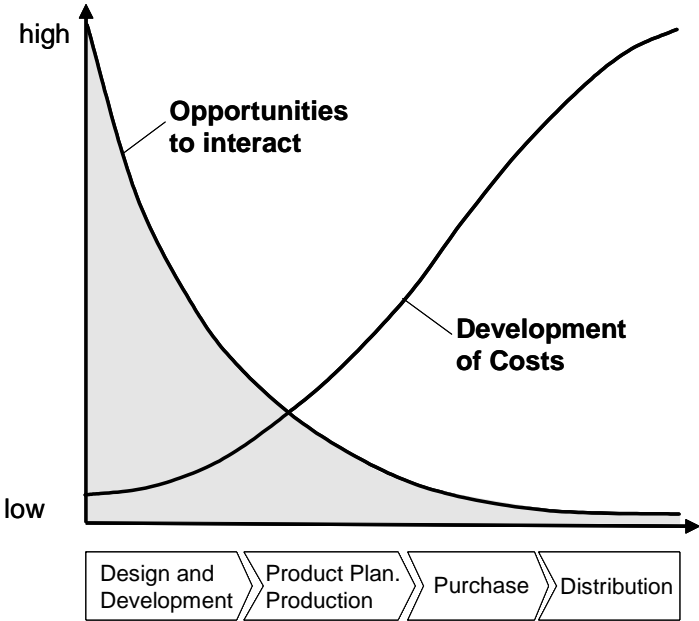 high
Opportunities
to interact
Development
of Costs
low
Design and
Development
Product Plan.
Production
Purchase
Distribution